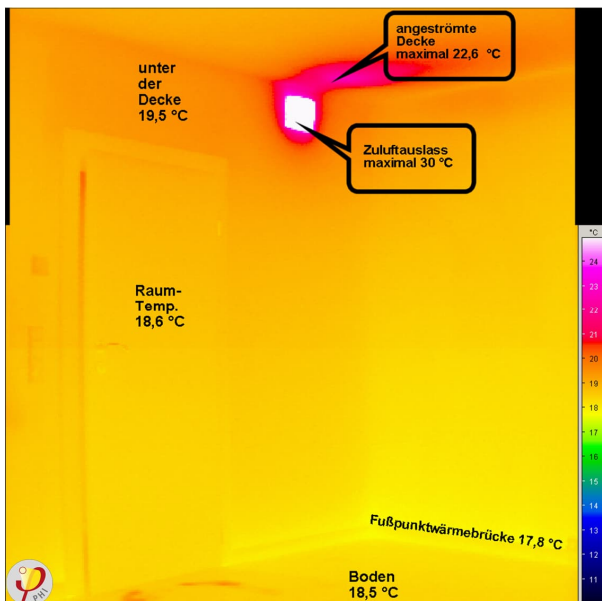 angeströmte
Decke
maximal 22,6 °C
unter
der
Decke
19,5 °C
Zuluftauslass
maximal 30 °C
°C
24
23
22
21
20
19
18
17
16
15
14
13
12
11
Raum-
Temp.
18,6 °C
Fußpunktwärmebrücke 17,8 °C
Boden
18,5 °C
PHI